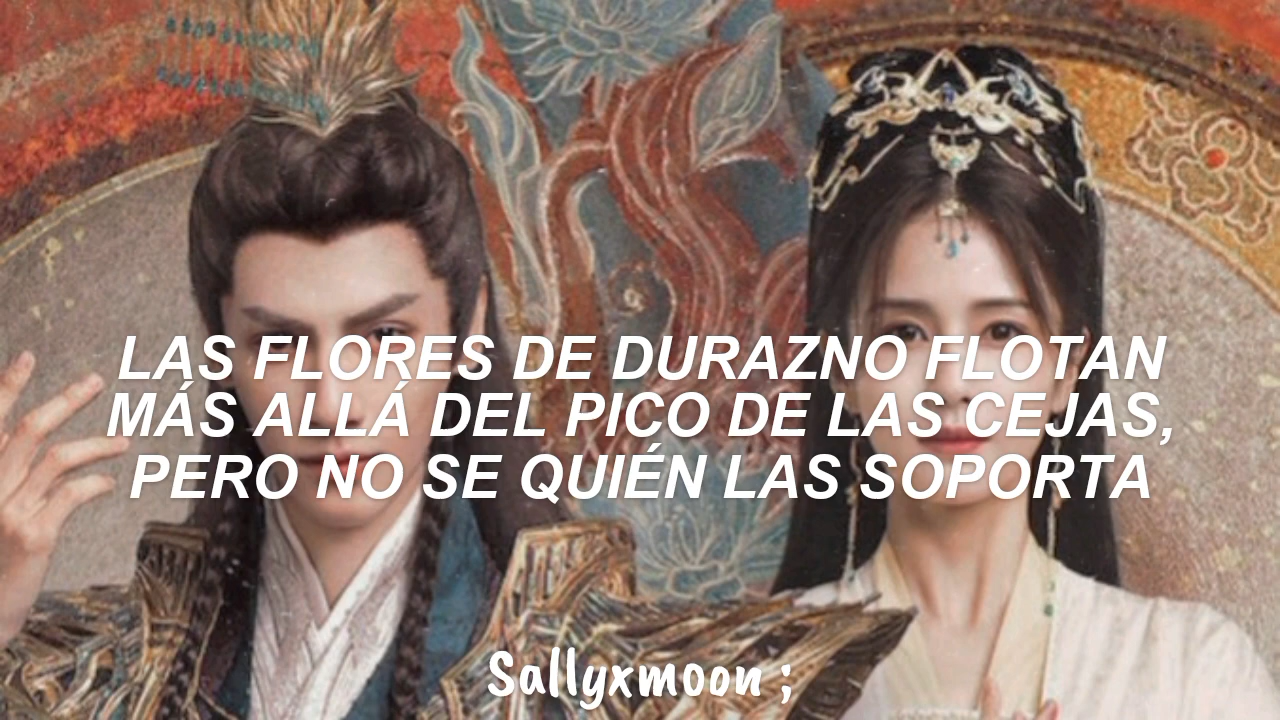 LAS FLORES DE DURAZNO FLOTAN
MÁS ALLÁ DEL PICO DE LAS CEJAS,
PERO NO SE QUIÉN LAS SOPORTA
Sallyxmoon ;